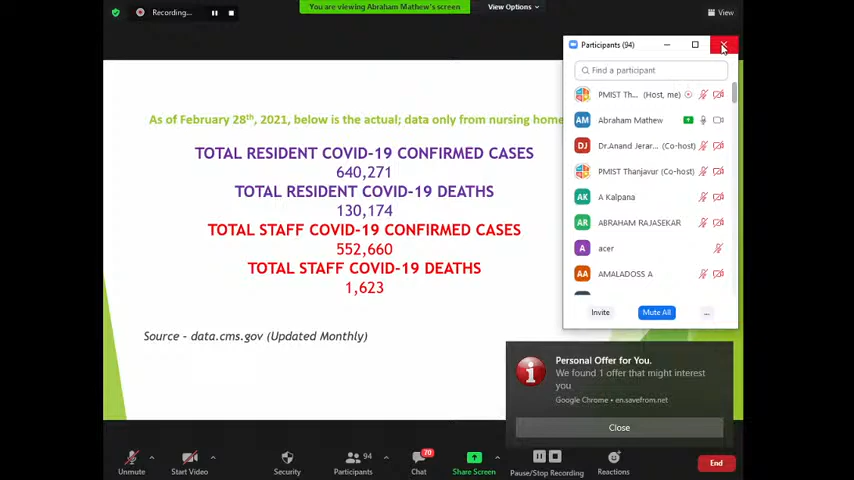 Recording...
You are viewing Abraham Mathew's screen
View Options
View
Participants (94)
Find a participant
PMIST Th... (Host, me)
AM Abraham Mathew
DJ Dr.Anand Jerar... (Co-host)
PMIST Thanjavur (Co-host)
AK A Kalpana
AR ABRAHAM RAJASEKAR
A acer
AA AMALADOSS A
Invite
Mute All
...
As of February 28th, 2021, below is the actual; data only from nursing home
TOTAL RESIDENT COVID-19 CONFIRMED CASES
640,271
TOTAL RESIDENT COVID-19 DEATHS
130,174
TOTAL STAFF COVID-19 CONFIRMED CASES
552,660
TOTAL STAFF COVID-19 DEATHS
1,623
Source - data.cms.gov (Updated Monthly)
Personal Offer for You.
We found 1 offer that might interest
you
Google Chrome • en.savefrom.net
Close
Unmute
Start Video
Security
94
Participants
70
Chat
Share Screen
Pause/Stop Recording
Reactions
End